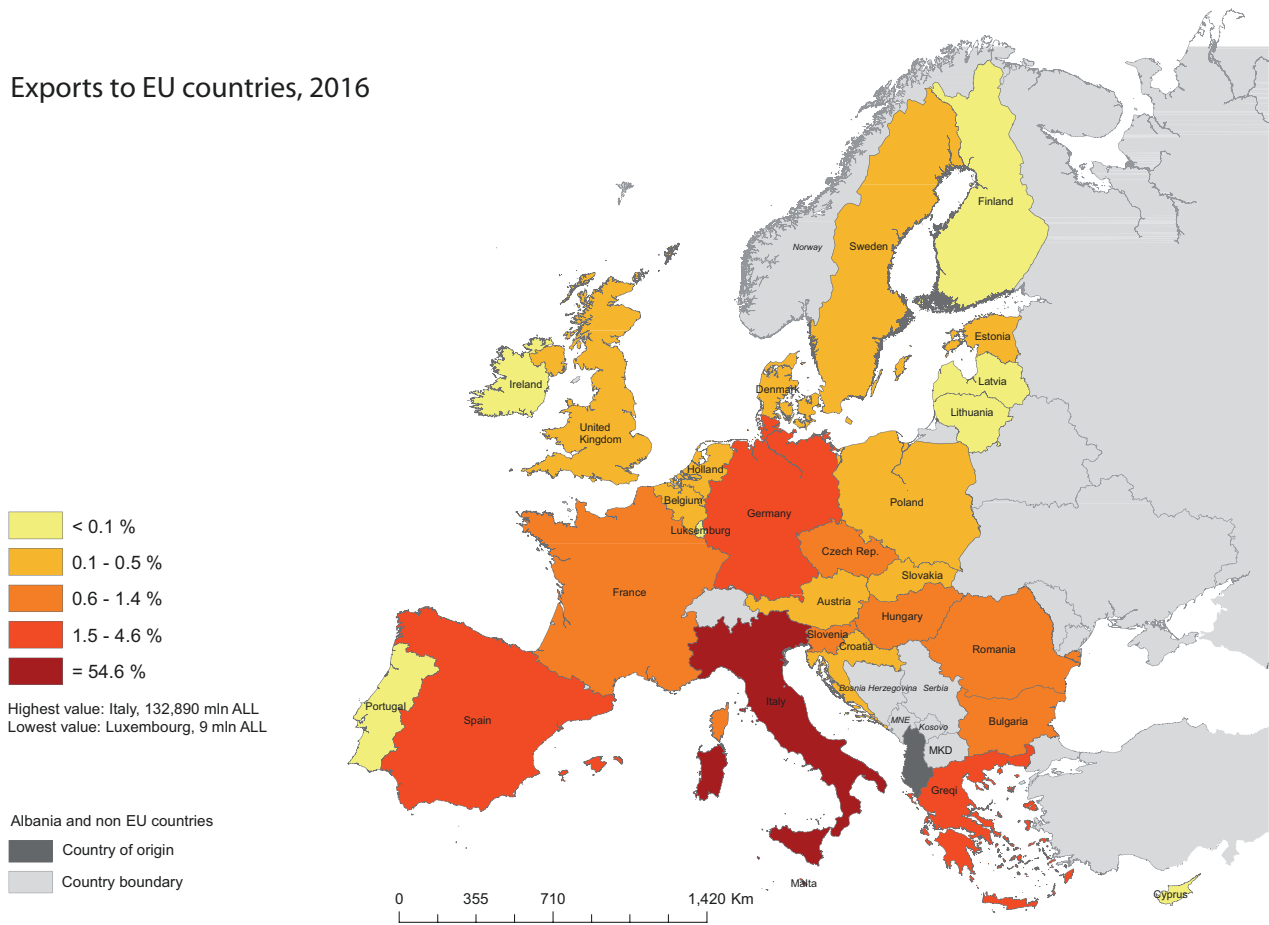 Exports to EU countries, 2016
Finland
Norway
Sweden
Estonia
Latvia
Lithuania
Ireland
Denmark
United
Kingdom
Holland
Belgium
Luksemburg
Germany
Poland
Czech Rep.
Slovakia
France
Austria
Hungary
Slovenia
Croatia
Romania
Bosnia Herzegovina
Serbia
Italy
Portugal
Spain
MNE
Kosovo
MKD
Bulgaria
Greqi
Malta
Cyprus
< 0.1 %
0.1 - 0.5 %
0.6 - 1.4 %
1.5 - 4.6 %
= 54.6 %
Highest value: Italy, 132,890 mln ALL
Lowest value: Luxembourg, 9 mln ALL
Albania and non EU countries
Country of origin
Country boundary
0 355 710 1,420 Km